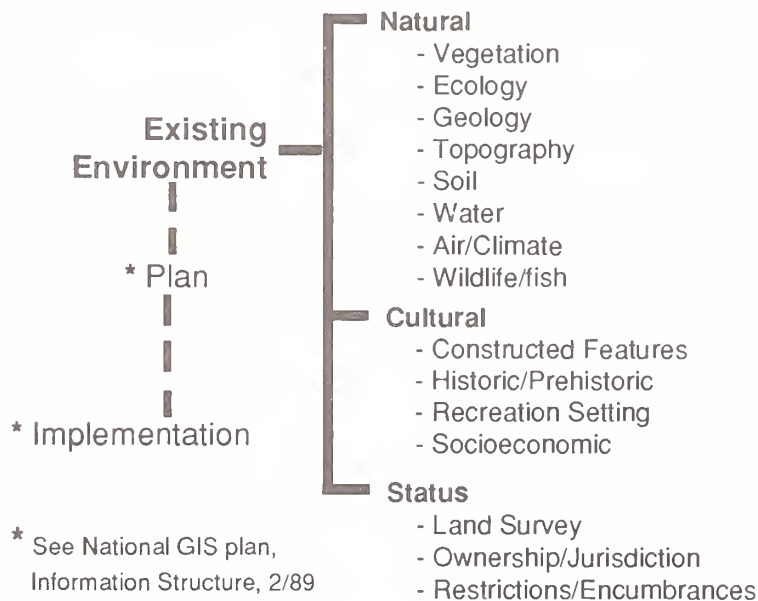 Existing
Environment
* Plan
* Implementation
* See National GIS plan,
Information Structure, 2/89
Natural
- Vegetation
- Ecology
- Geology
- Topography
- Soil
- Water
- Air/Climate
- Wildlife/fish
Cultural
- Constructed Features
- Historic/Prehistoric
- Recreation Setting
- Socioeconomic
Status
- Land Survey
- Ownership/Jurisdiction
- Restrictions/Encumbrances